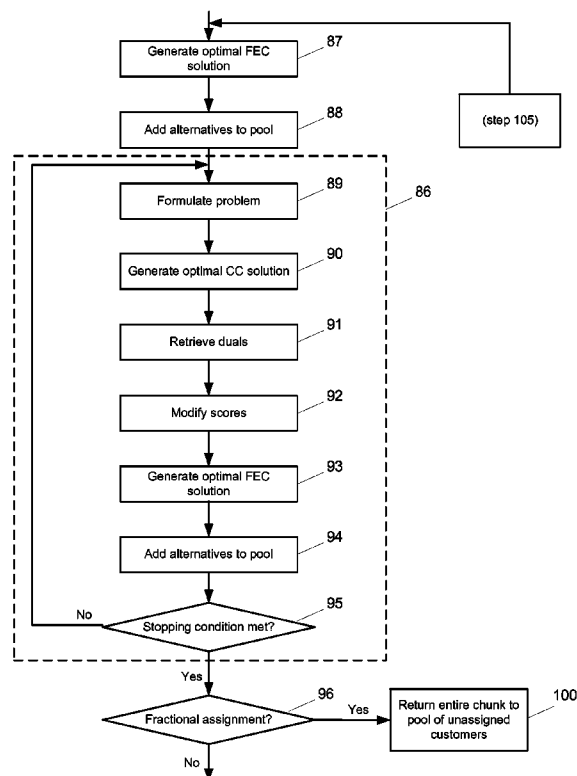 87
Generate optimal FEC
solution
(step 105)
88
Add alternatives to pool
86
89
Formulate problem
90
Generate optimal CC solution
91
Retrieve duals
92
Modify scores
93
Generate optimal FEC
solution
94
Add alternatives to pool
95
No
Stopping condition met?
Yes
96
Fractional assignment?
Yes
100
Return entire chunk to
pool of unassigned
customers
No